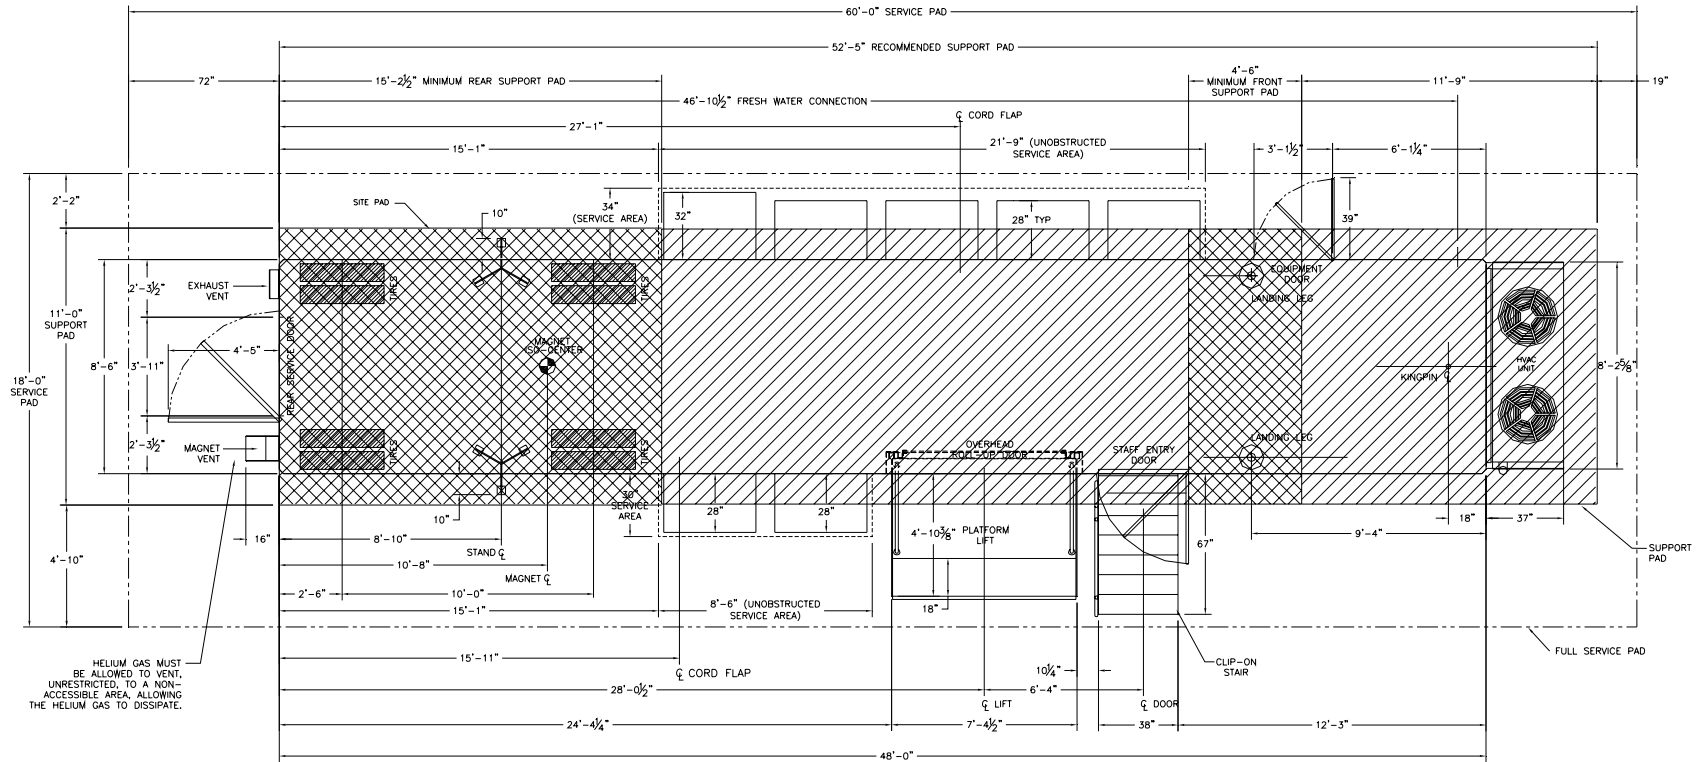 60'-0" SERVICE PAD
52'-5" RECOMMENDED SUPPORT PAD
72"
15'-2½" MINIMUM REAR SUPPORT PAD
4'-6"
MINIMUM FRONT
SUPPORT PAD
11'-9"
19"
46'-10½" FRESH WATER CONNECTION
℄ CORD FLAP
27'-1"
15'-1"
21'-9" (UNOBSTRUCTED
SERVICE AREA)
3'-1½"
6'-1¼"
2'-2"
SITE PAD
10"
34"
(SERVICE AREA)
32"
28" TYP
39"
EXHAUST
VENT
2'-3½"
TIRES
TIRES
EQUIPMENT
DOOR
LANDING LEG
11'-0"
SUPPORT
PAD
MAGNET
ISO-CENTER
4'-5"
REAR SERVICE DOOR
8'-6"
3'-11"
HVAC
UNIT
8'-2⅝"
KINGPIN ℄
18'-0"
SERVICE
PAD
2'-3½"
MAGNET
VENT
TIRES
TIRES
OVERHEAD
ROLL-UP DOOR
STAFF ENTRY
DOOR
LANDING LEG
10"
30"
SERVICE
AREA
28"
28"
4'-10⅜"
PLATFORM
LIFT
67"
18"
37"
9'-4"
SUPPORT
PAD
4'-10"
16"
8'-10"
STAND ℄
10'-8"
MAGNET ℄
2'-6"
10'-0"
15'-1"
8'-6" (UNOBSTRUCTED
SERVICE AREA)
18"
HELIUM GAS MUST
BE ALLOWED TO VENT,
UNRESTRICTED, TO A NON-
ACCESSIBLE AREA, ALLOWING
THE HELIUM GAS TO DISSIPATE.
15'-11"
℄ CORD FLAP
10¼"
CLIP-ON
STAIR
FULL SERVICE PAD
28'-0½"
6'-4"
℄ LIFT
℄ DOOR
24'-4¼"
7'-4½"
38"
12'-3"
48'-0"